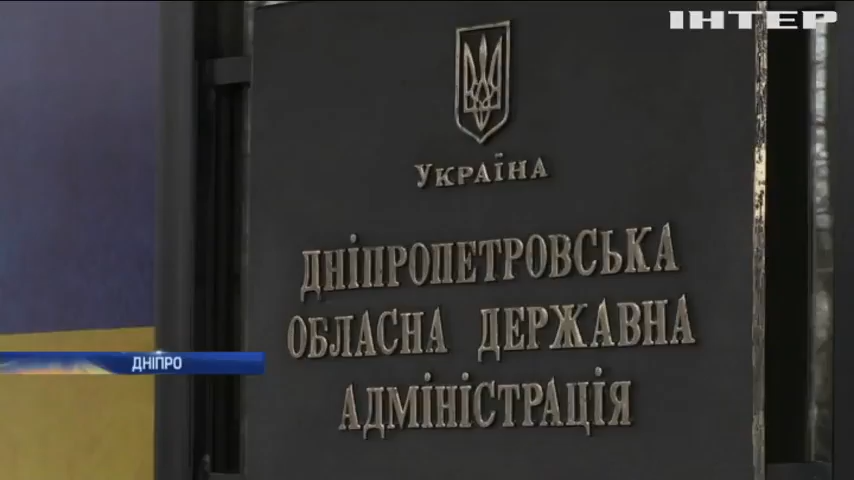 ІНТЕР
УКРАЇНА
ДНІПРОПЕТРОВСЬКА
ОБЛАСНА ДЕРЖАВНА
АДМІНІСТРАЦІЯ
ДНІПРО